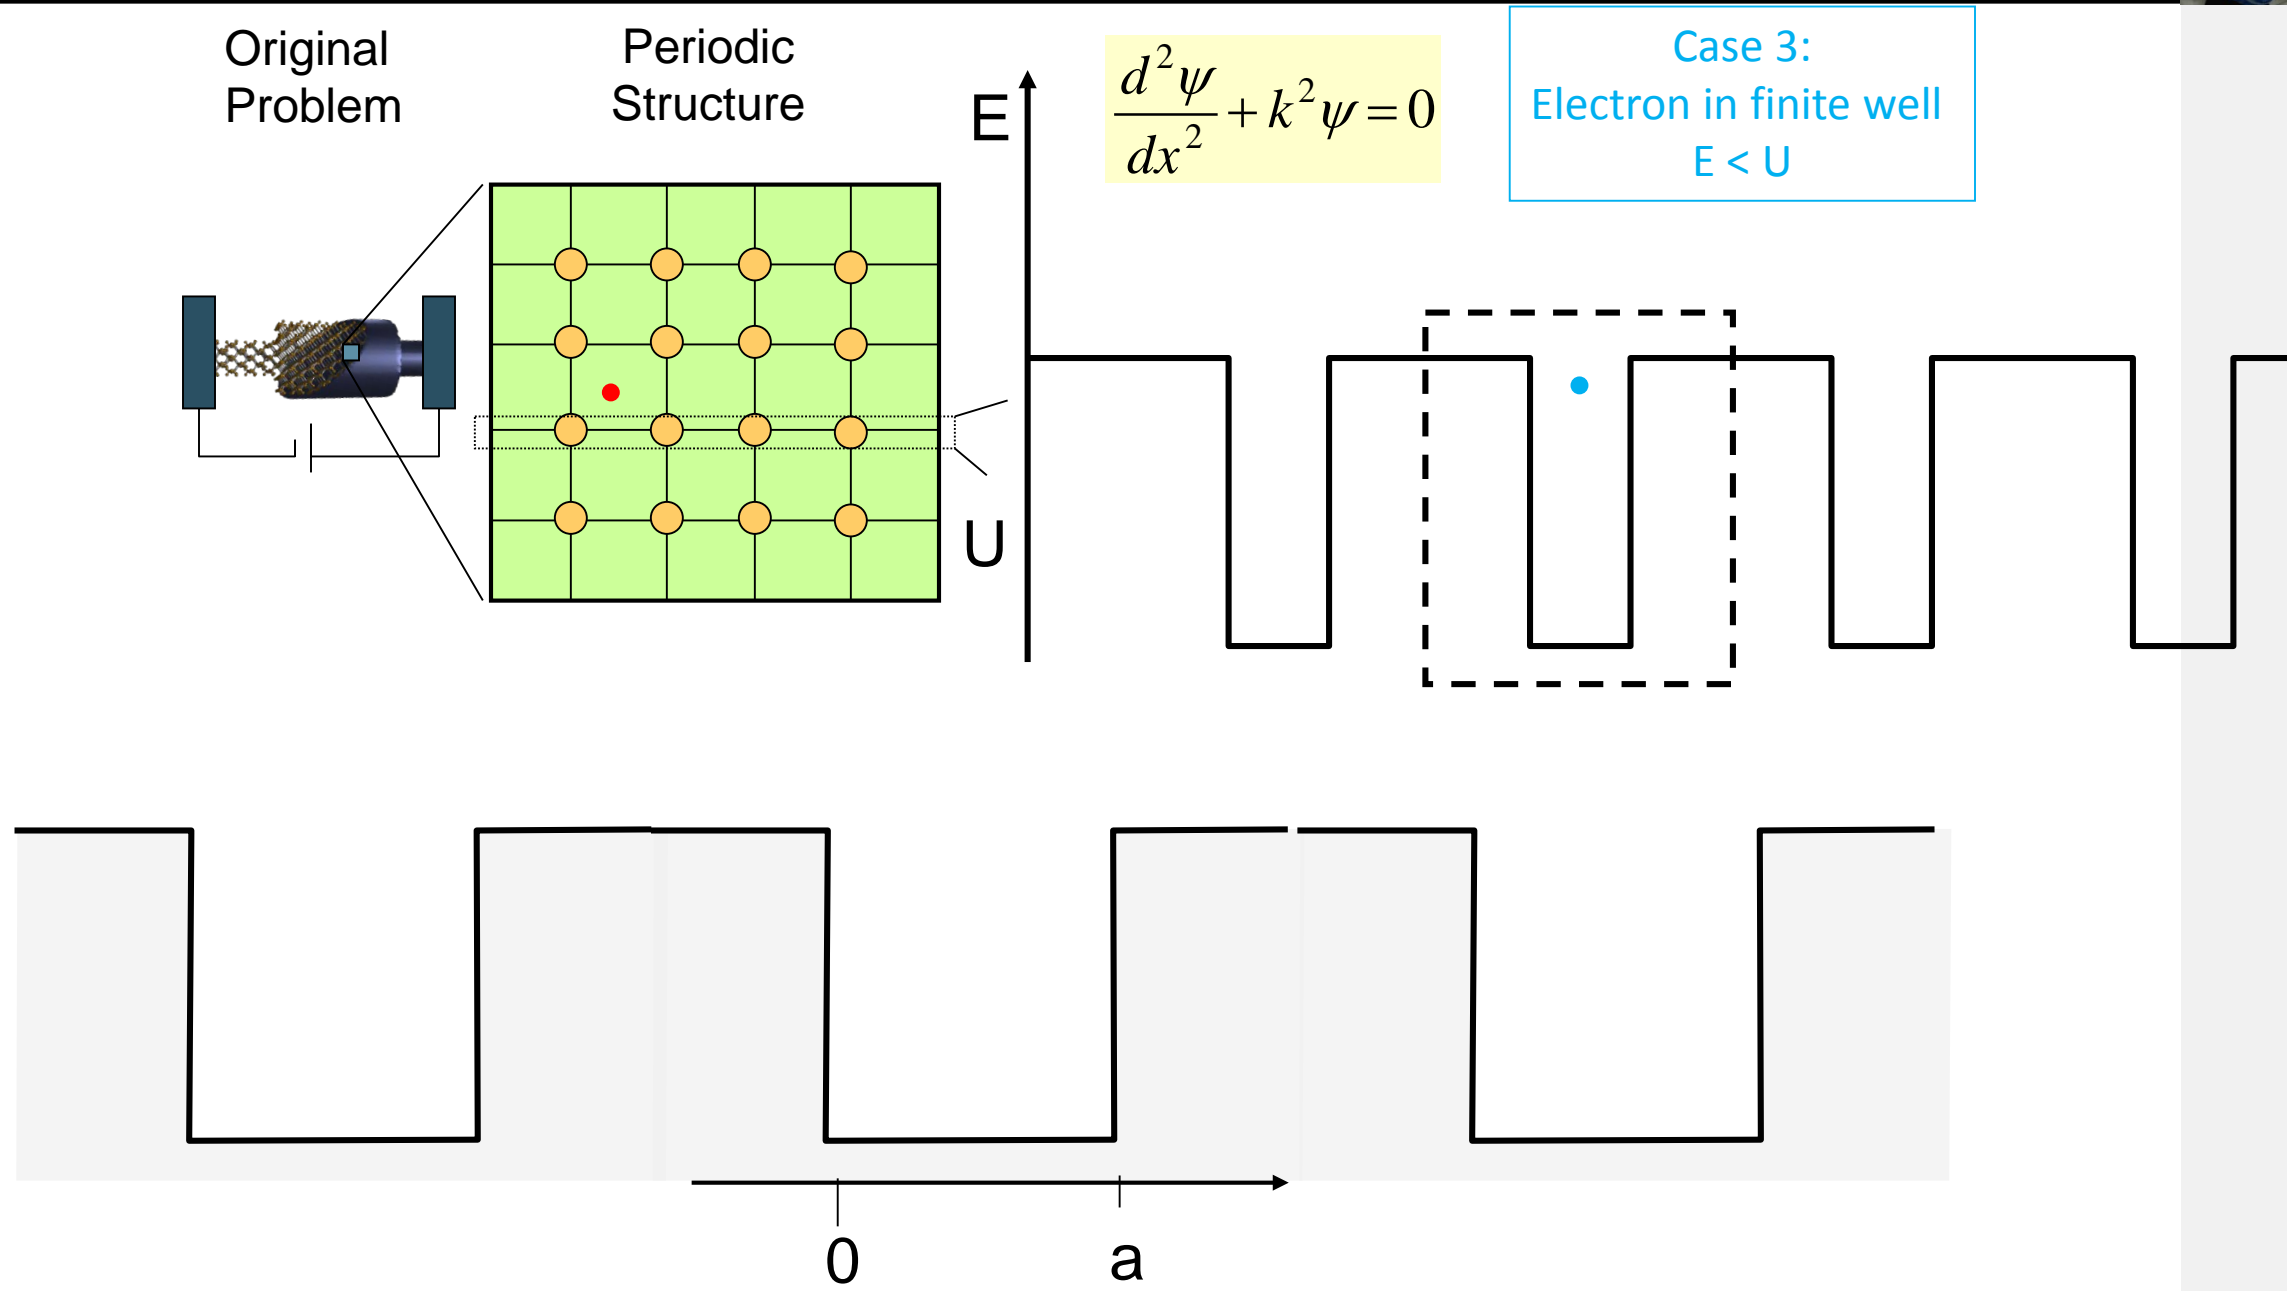 Original
Problem
Periodic
Structure
E
d²ψ/dx² + k²ψ = 0
Case 3:
Electron in finite well
E < U
U
0
a